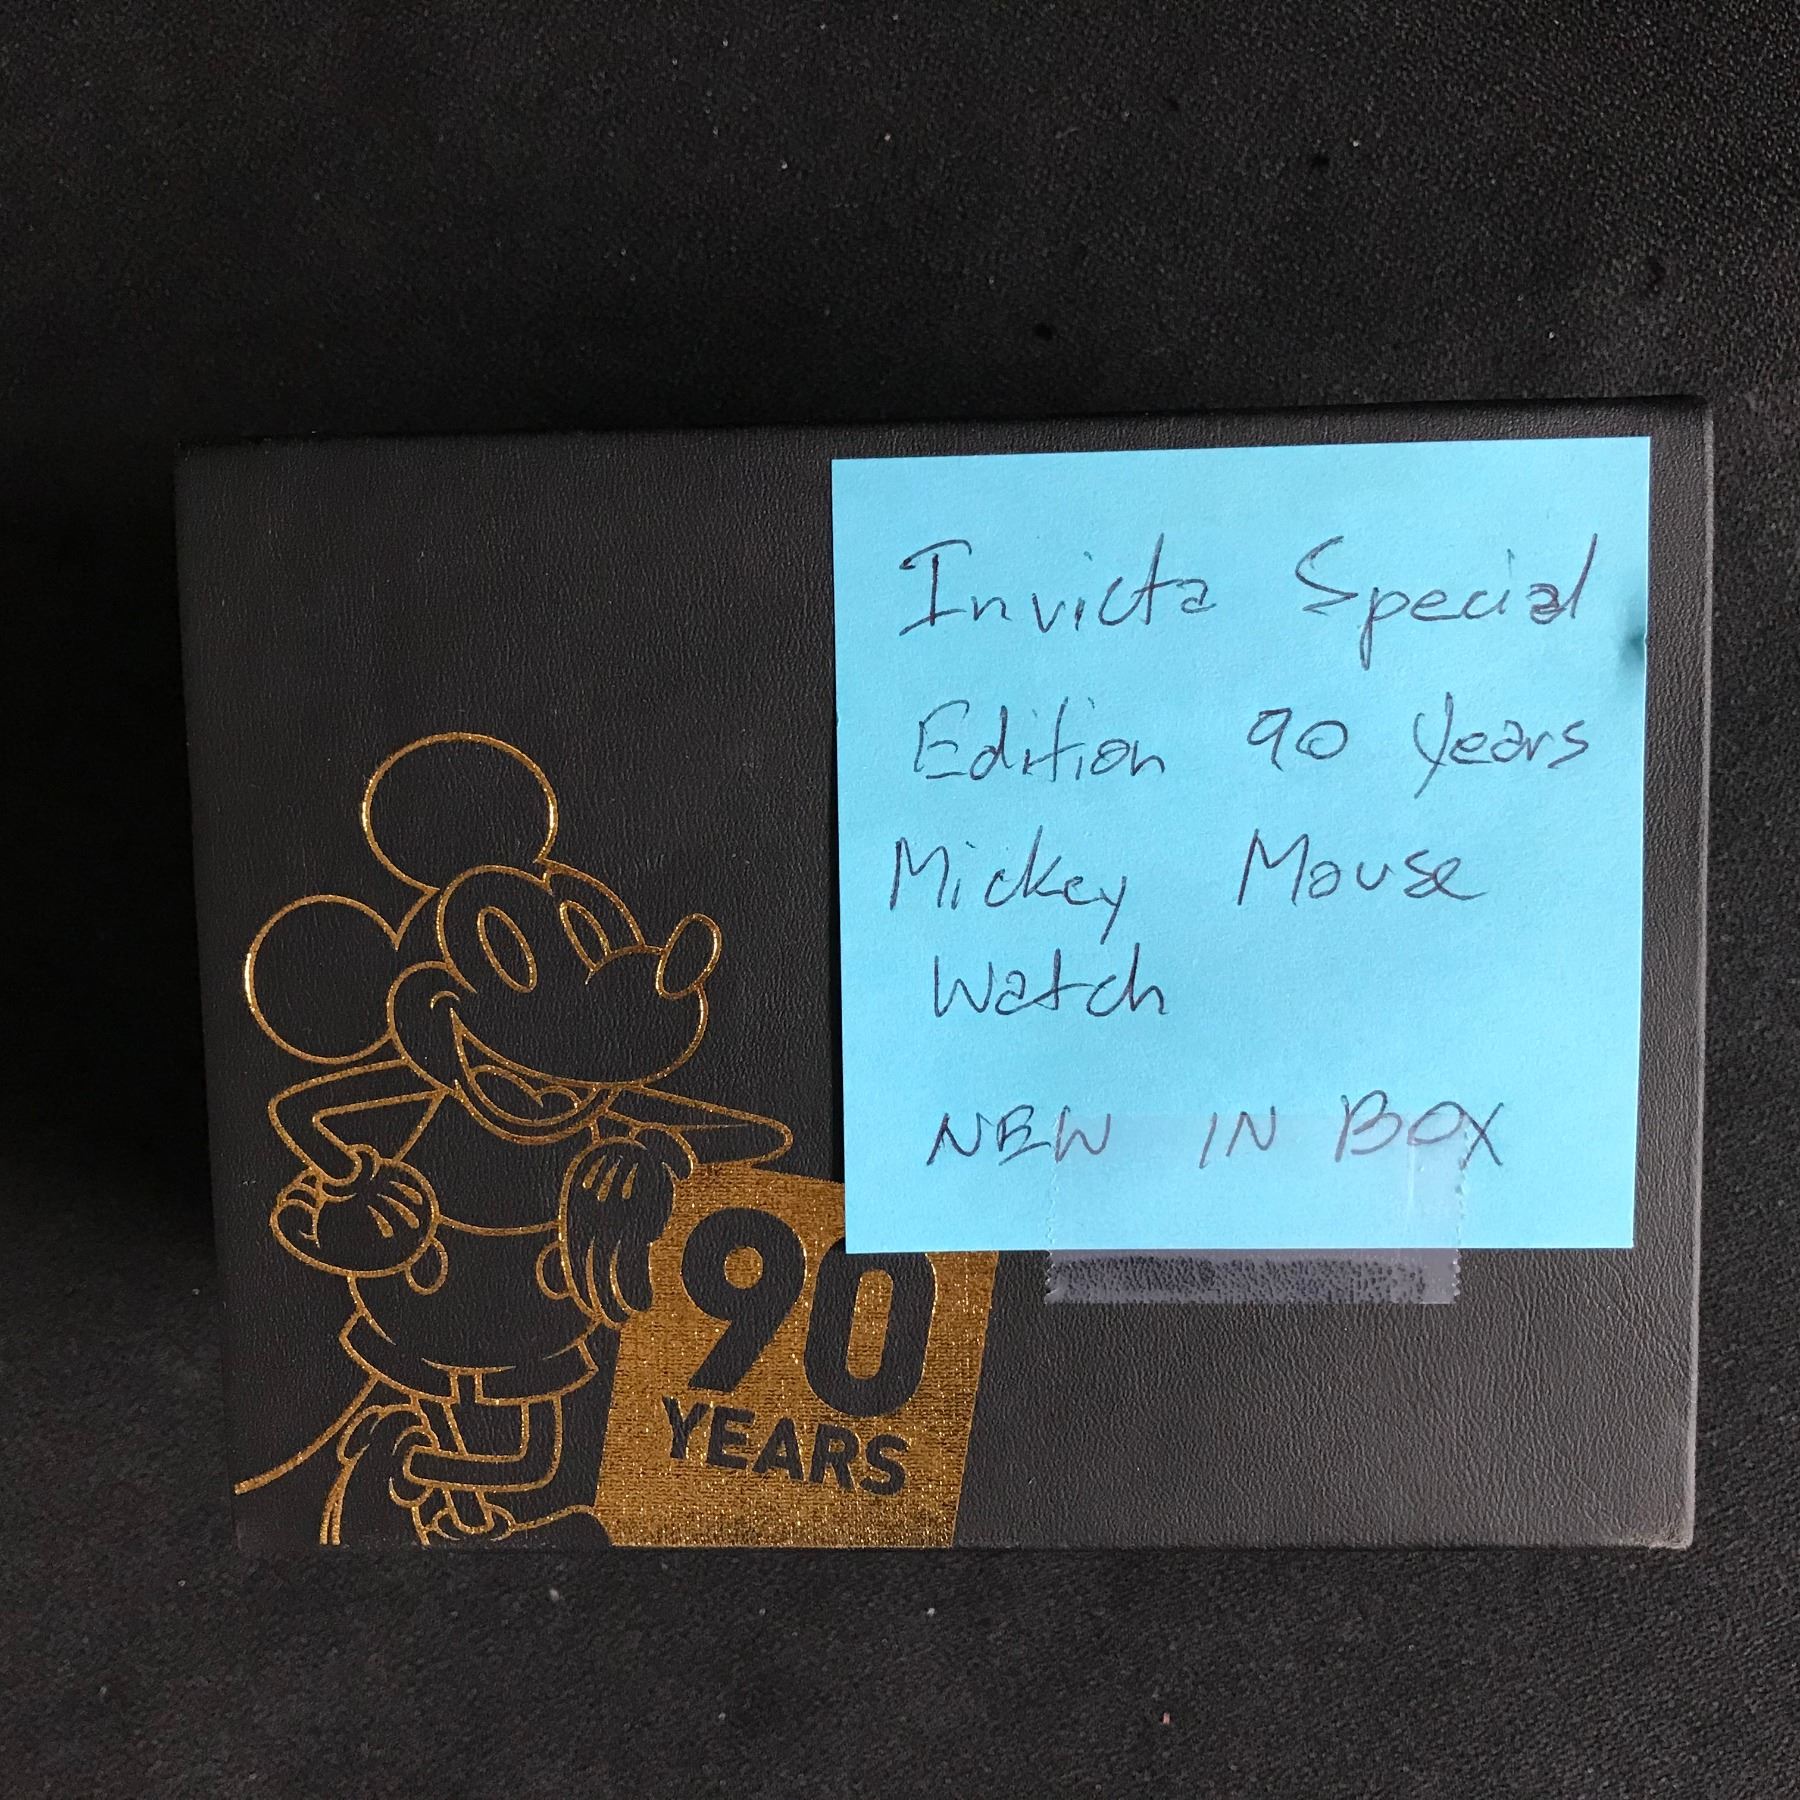 Invicta Special
Edition 90 Years
Mickey Mouse
Watch
NEW IN BOX
90
YEARS